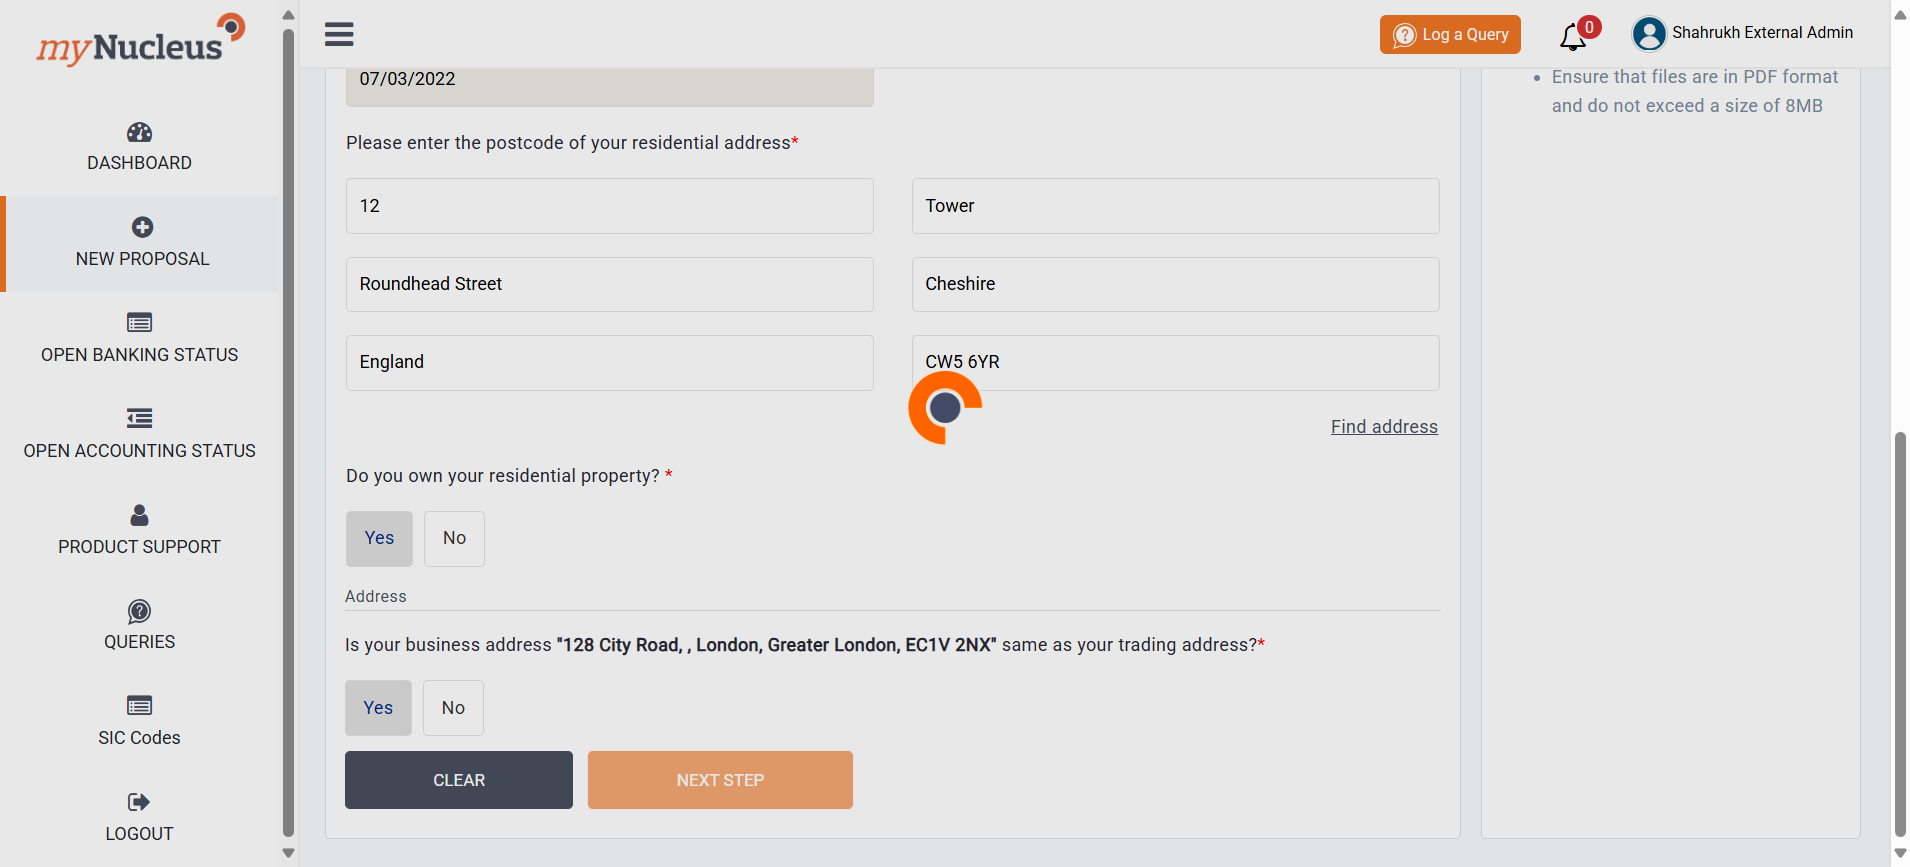 myNucleus
Log a Query
0
Shahrukh External Admin
DASHBOARD
NEW PROPOSAL
OPEN BANKING STATUS
OPEN ACCOUNTING STATUS
PRODUCT SUPPORT
QUERIES
SIC Codes
LOGOUT
07/03/2022
Please enter the postcode of your residential address*
12
Tower
Roundhead Street
Cheshire
England
CW5 6YR
Find address
Do you own your residential property? *
Yes
No
Address
Is your business address "128 City Road, , London, Greater London, EC1V 2NX" same as your trading address?*
Yes
No
CLEAR
NEXT STEP
• Ensure that files are in PDF format
and do not exceed a size of 8MB